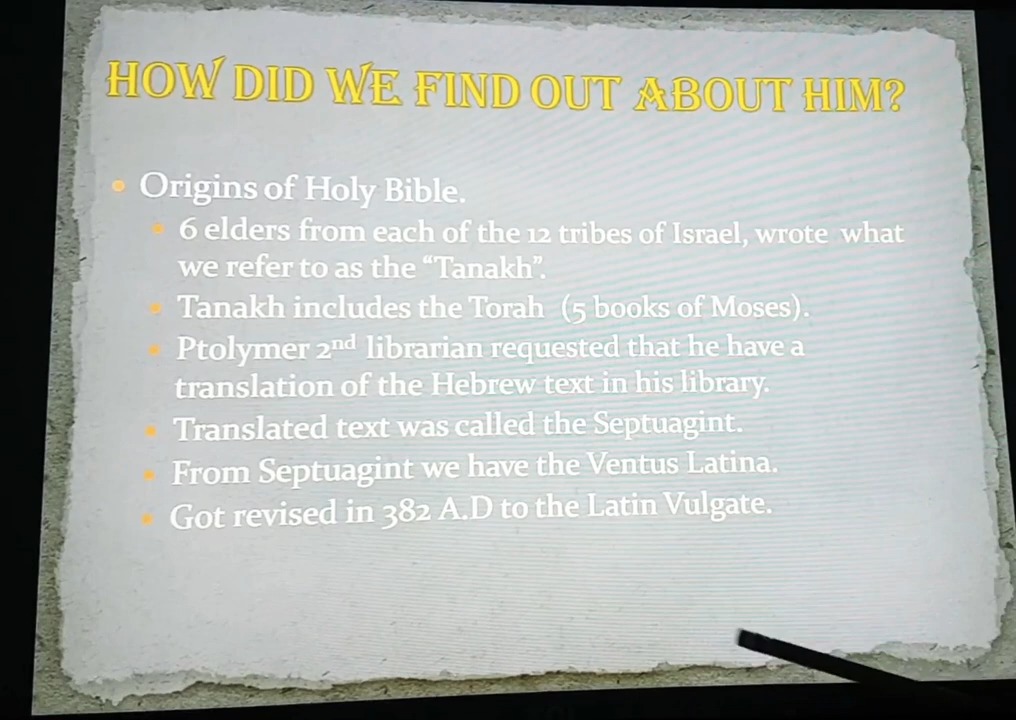 HOW DID WE FIND OUT ABOUT HIM?
Origins of Holy Bible.
6 elders from each of the 12 tribes of Israel, wrote what
we refer to as the “Tanakh”.
Tanakh includes the Torah (5 books of Moses).
Ptolymer 2nd librarian requested that he have a
translation of the Hebrew text in his library.
Translated text was called the Septuagint.
From Septuagint we have the Ventus Latina.
Got revised in 382 A.D to the Latin Vulgate.